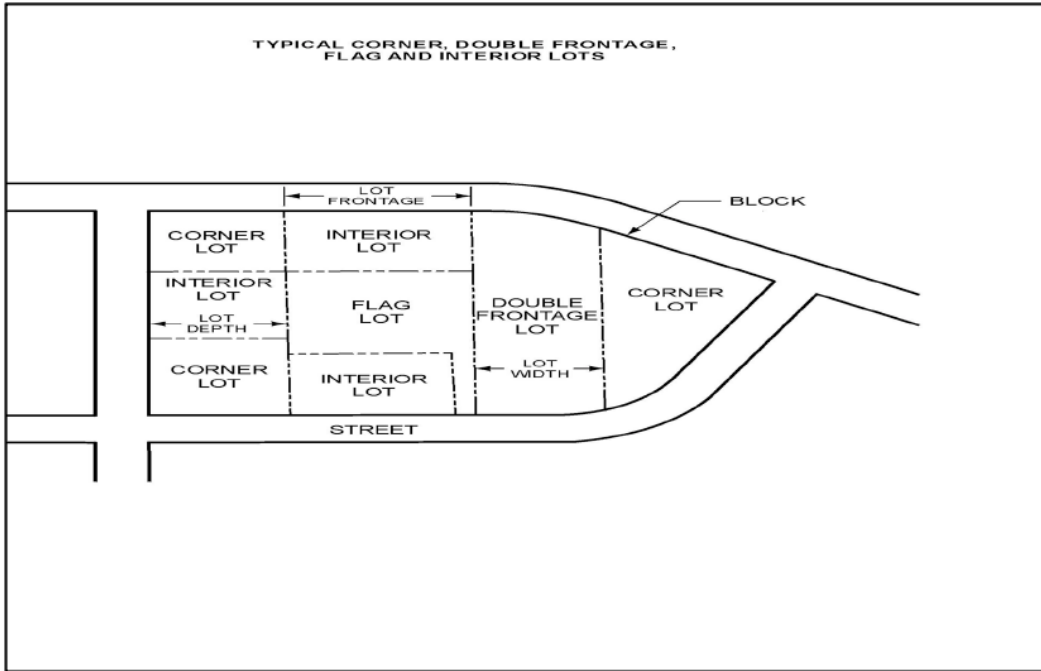 TYPICAL CORNER, DOUBLE FRONTAGE,
FLAG AND INTERIOR LOTS
LOT
FRONTAGE
BLOCK
CORNER
LOT
INTERIOR
LOT
INTERIOR
LOT
LOT
DEPTH
FLAG
LOT
DOUBLE
FRONTAGE
LOT
CORNER
LOT
CORNER
LOT
INTERIOR
LOT
LOT
WIDTH
STREET